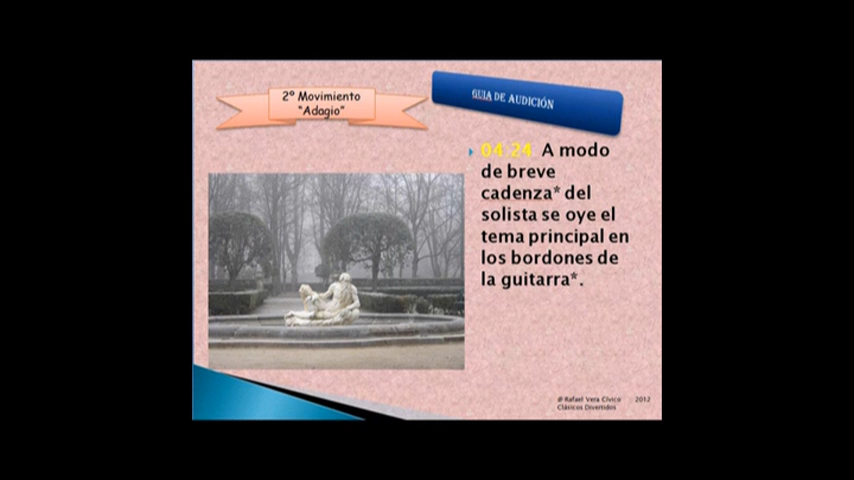 2º Movimiento
“Adagio”
GUIA DE AUDICIÓN
04:24 A modo
de breve
cadenza* del
solista se oye el
tema principal en
los bordones de
la guitarra*.
@ Rafael Vera Cívico 2012
Clásicos Divertidos